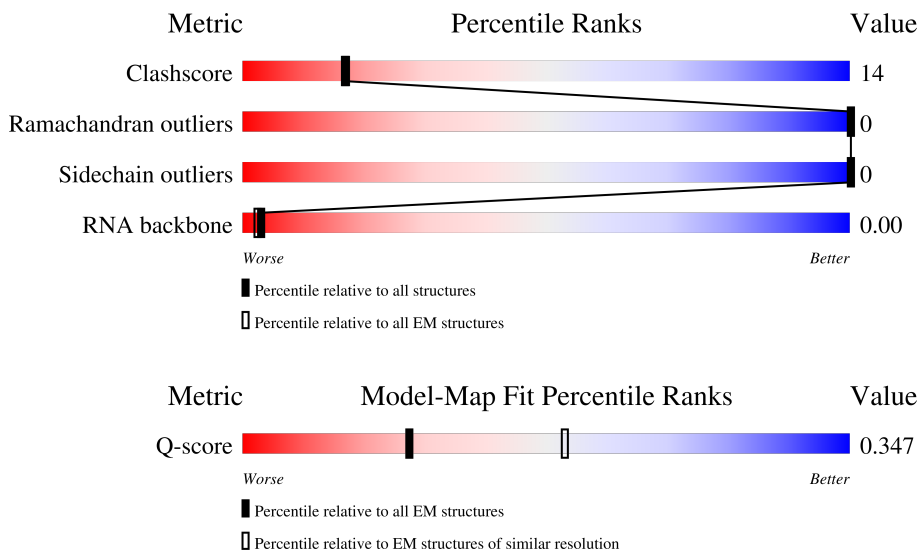 Metric Percentile Ranks Value
Clashscore 14
Ramachandran outliers 0
Sidechain outliers 0
RNA backbone 0.00
Worse Better
Percentile relative to all structures
Percentile relative to all EM structures
Metric Model-Map Fit Percentile Ranks Value
Q-score 0.347
Worse Better
Percentile relative to all EM structures
Percentile relative to EM structures of similar resolution